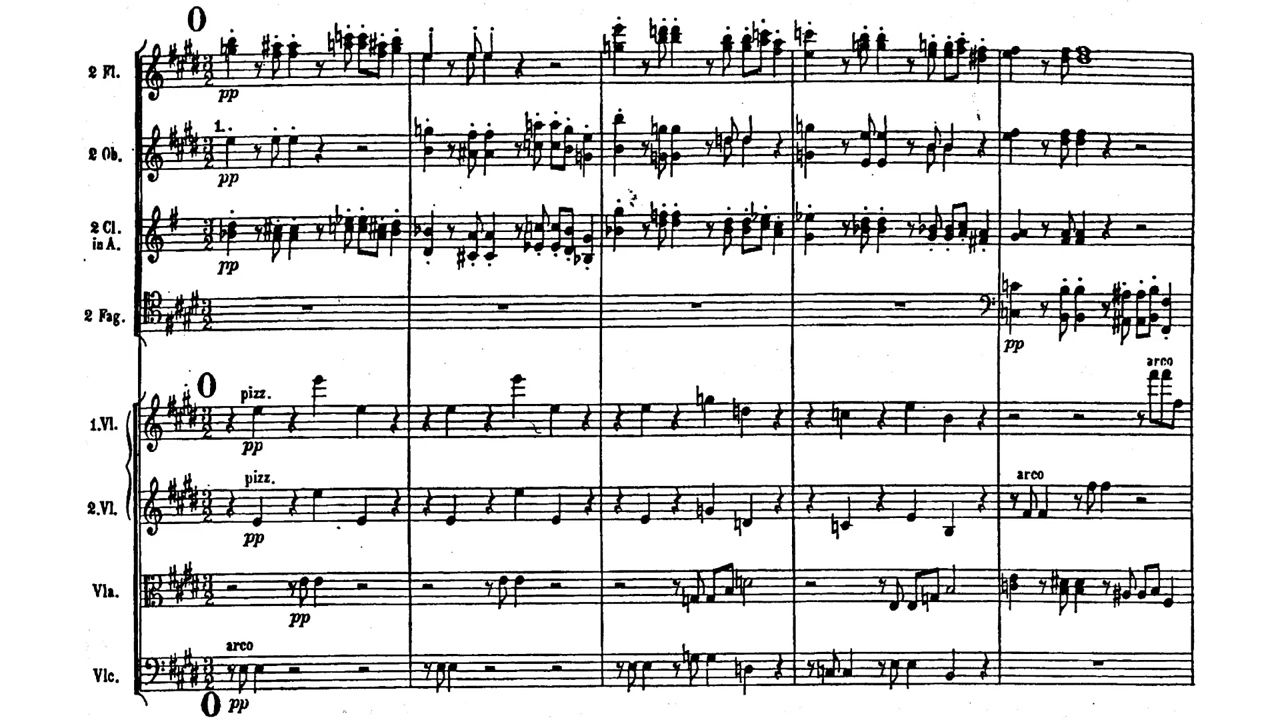 O
2 Fl.
pp
1.
2 Ob.
pp
2 Cl.
in A.
pp
2 Fag.
pp
O
arco
pizz.
1.Vl.
pp
pizz.
arco
2.Vl.
pp
Vla.
pp
arco
Vlc.
O pp